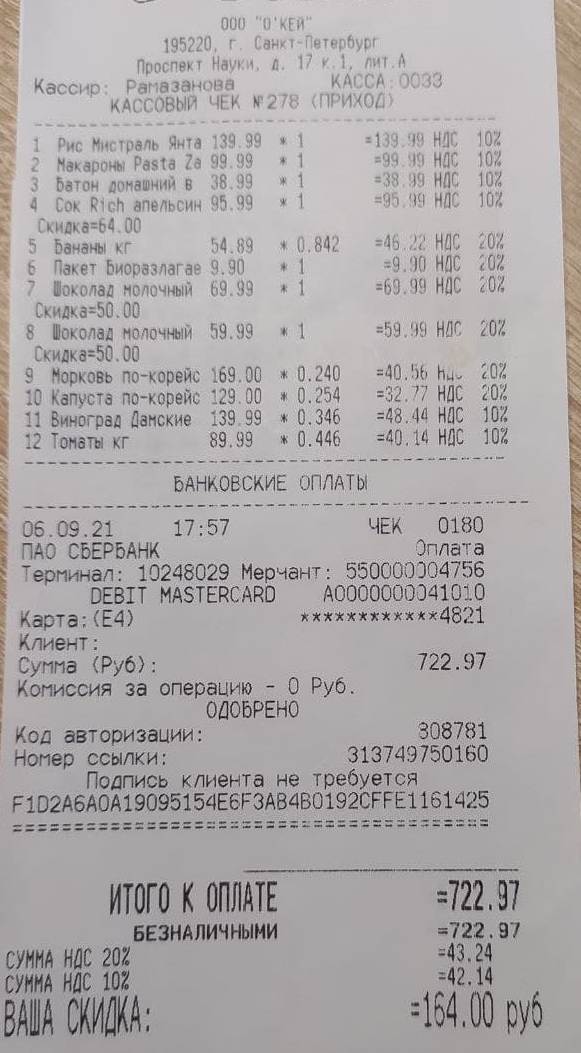 ООО "О'КЕЙ"
195220, г. Санкт-Петербург
Проспект Науки, д. 17 к.1, лит.А
Кассир: Рамазанова КАССА:0033
КАССОВЫЙ ЧЕК №278 (ПРИХОД)
1 Рис Мистраль Янта 139.99 * 1 =139.99 НДС 10%
2 Макароны Pasta Za 99.99 * 1 =99.99 НДС 10%
3 Батон домашний в 38.99 * 1 =38.99 НДС 10%
4 Сок Rich апельсин 95.99 * 1 =95.99 НДС 10%
Скидка=64.00
5 Бананы кг 54.89 * 0.842 =46.22 НДС 20%
6 Пакет Биоразлагае 9.90 * 1 =9.90 НДС 20%
7 Шоколад молочный 69.99 * 1 =69.99 НДС 20%
Скидка=50.00
8 Шоколад молочный 59.99 * 1 =59.99 НДС 20%
Скидка=50.00
9 Морковь по-корейс 169.00 * 0.240 =40.56 НДС 20%
10 Капуста по-корейс 129.00 * 0.254 =32.77 НДС 20%
11 Виноград Дамские 139.99 * 0.346 =48.44 НДС 10%
12 Томаты кг 89.99 * 0.446 =40.14 НДС 10%
БАНКОВСКИЕ ОПЛАТЫ
06.09.21 17:57 ЧЕК 0180
ПАО СБЕРБАНК Оплата
Терминал: 10248029 Мерчант: 550000004756
DEBIT MASTERCARD A0000000041010
Карта:(E4) ************4821
Клиент:
Сумма (Руб): 722.97
Комиссия за операцию - 0 Руб.
ОДОБРЕНО
Код авторизации: 308781
Номер ссылки: 313749750160
Подпись клиента не требуется
F1D2A6A0A19095154E6F3AB4B0192CFFE1161425
ИТОГО К ОПЛАТЕ =722.97
БЕЗНАЛИЧНЫМИ =722.97
СУММА НДС 20% =43.24
СУММА НДС 10% =42.14
ВАША СКИДКА: =164.00 руб